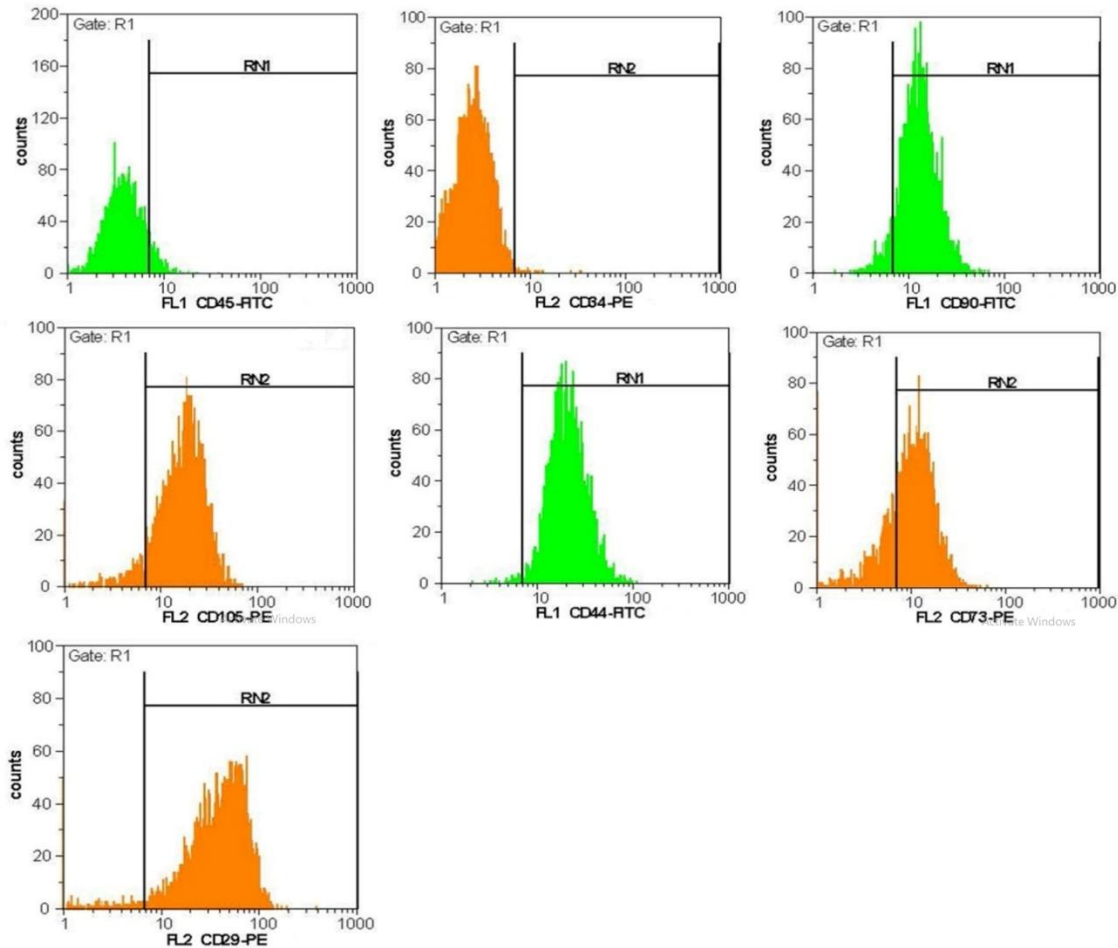 200
Gate: R1
RN1
160
120
80
40
0
counts
1 10 100 1000
FL1 CD45-FITC
100
Gate: R1
RN2
80
60
40
20
0
counts
1 10 100 1000
FL2 CD34-PE
100
Gate: R1
RN1
80
60
40
20
0
counts
1 10 100 1000
FL1 CD90-FITC
100
Gate: R1
RN2
80
60
40
20
0
counts
1 10 100 1000
FL2 CD105-PE
100
Gate: R1
RN1
80
60
40
20
0
counts
1 10 100 1000
FL1 CD44-FITC
100
Gate: R1
RN2
80
60
40
20
0
counts
1 10 100 1000
FL2 CD73-PE
Activate Windows
100
Gate: R1
RN2
80
60
40
20
0
counts
1 10 100 1000
FL2 CD29-PE